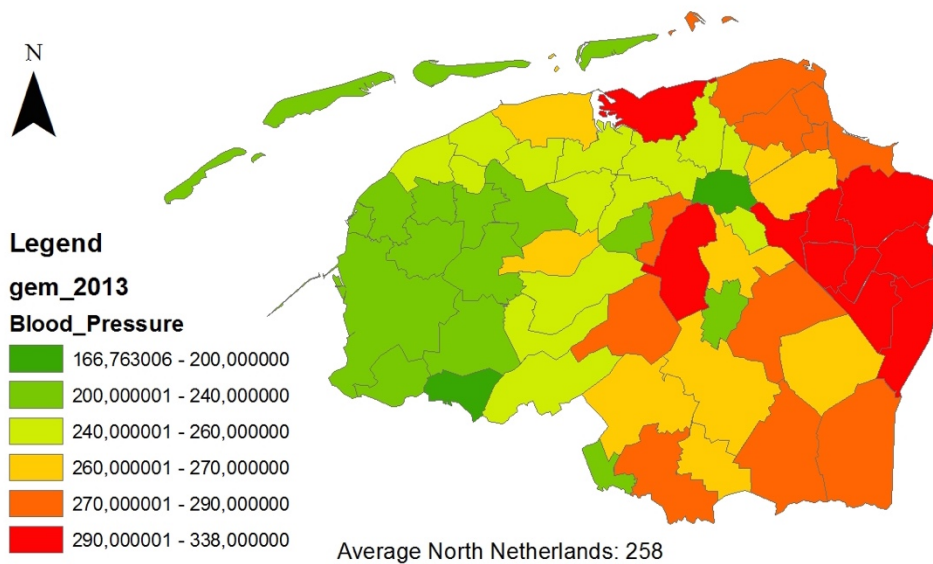 N
Legend
gem_2013
Blood_Pressure
166,763006 - 200,000000
200,000001 - 240,000000
240,000001 - 260,000000
260,000001 - 270,000000
270,000001 - 290,000000
290,000001 - 338,000000
Average North Netherlands: 258